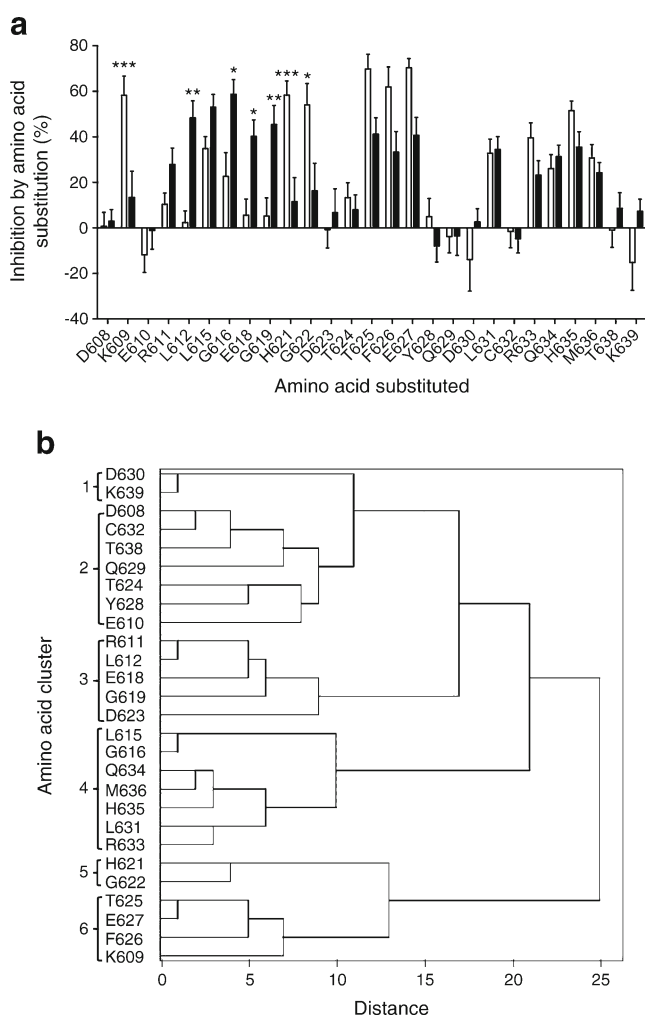 a
Inhibition by amino acid
substitution (%)
80
60
40
20
0
-20
-40
***
**
*
*
**
***
*
D608
K609
E610
R611
L612
L615
G616
E618
G619
H621
G622
D623
T624
T625
F626
E627
Y628
Q629
D630
L631
C632
R633
Q634
H635
M636
T638
K639
Amino acid substituted
b
Amino acid cluster
1
D630
K639
2
D608
C632
T638
Q629
T624
Y628
E610
3
R611
L612
E618
G619
D623
4
L615
G616
Q634
M636
H635
L631
R633
5
H621
G622
6
T625
E627
F626
K609
0 5 10 15 20 25
Distance